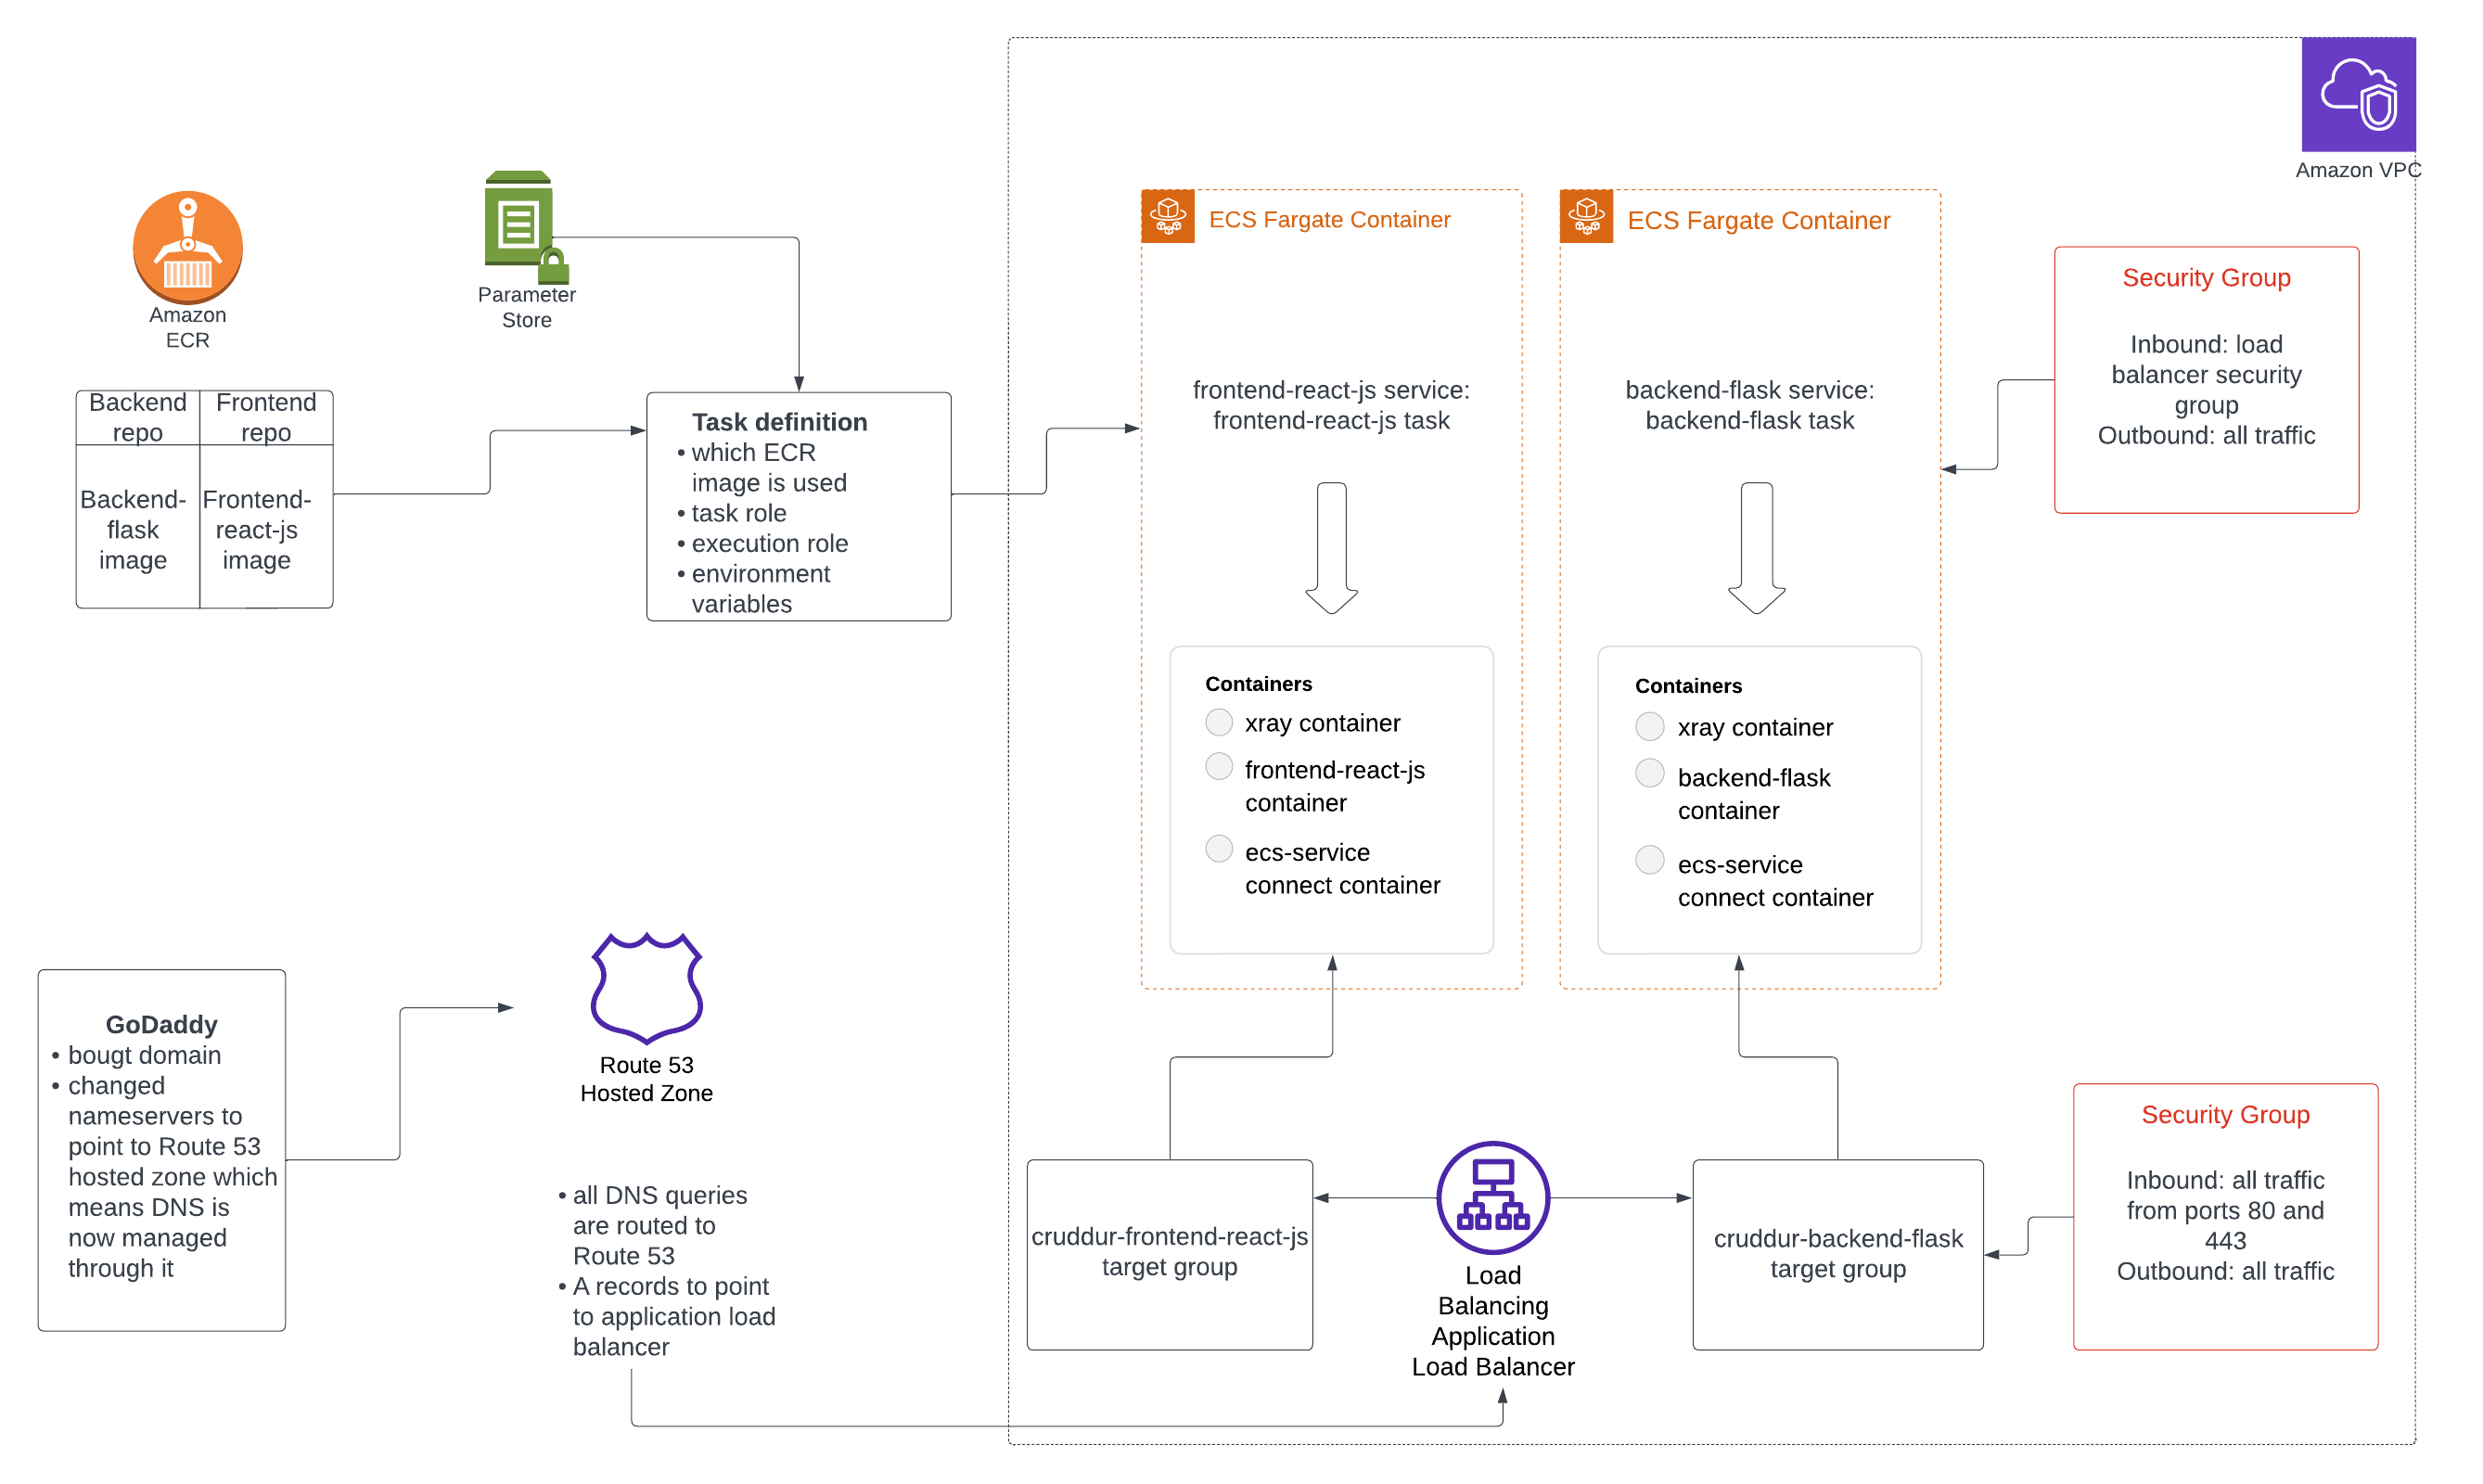 Amazon VPC
Amazon
ECR
Parameter
Store
Backend
repo
Frontend
repo
Backend-
flask
image
Frontend-
react-js
image
Task definition
• which ECR
image is used
• task role
• execution role
• environment
variables
ECS Fargate Container
frontend-react-js service:
frontend-react-js task
Containers
xray container
frontend-react-js
container
ecs-service
connect container
ECS Fargate Container
backend-flask service:
backend-flask task
Containers
xray container
backend-flask
container
ecs-service
connect container
Security Group
Inbound: load
balancer security
group
Outbound: all traffic
GoDaddy
• bougt domain
• changed
nameservers to
point to Route 53
hosted zone which
means DNS is
now managed
through it
Route 53
Hosted Zone
• all DNS queries
are routed to
Route 53
• A records to point
to application load
balancer
cruddur-frontend-react-js
target group
Load
Balancing
Application
Load Balancer
cruddur-backend-flask
target group
Security Group
Inbound: all traffic
from ports 80 and
443
Outbound: all traffic